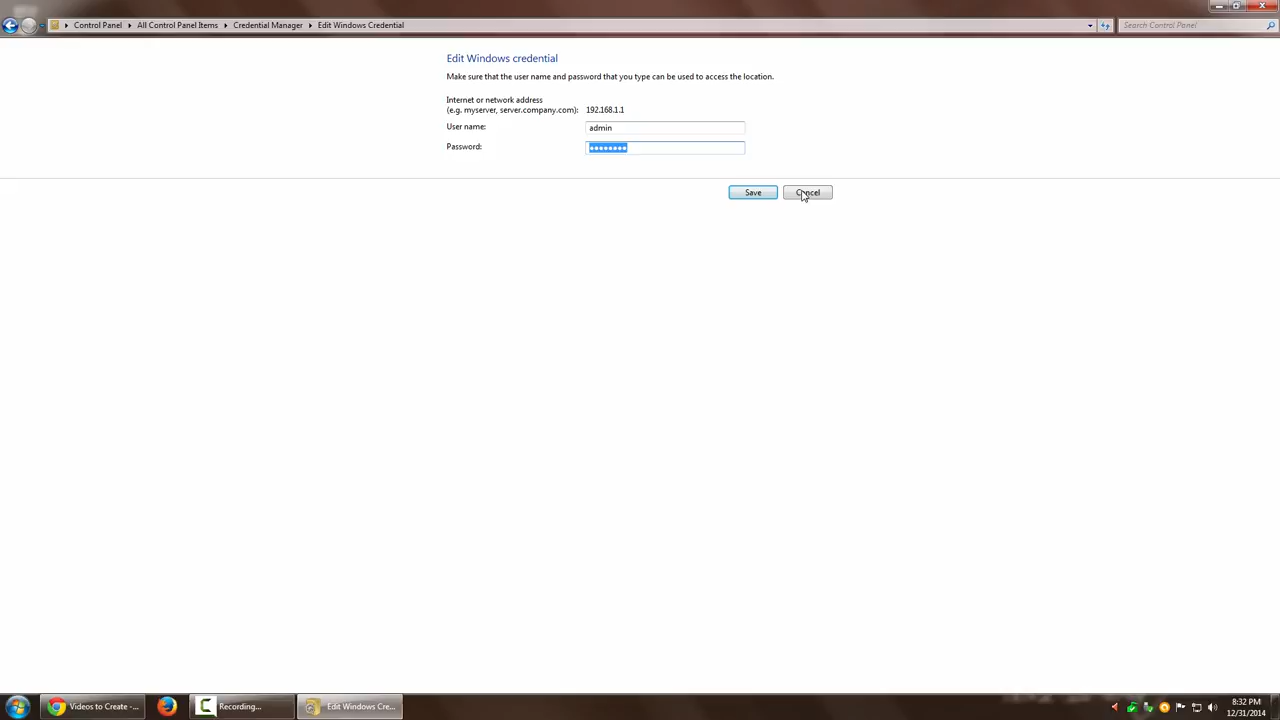 Control Panel All Control Panel Items Credential Manager Edit Windows Credential Search Control Panel
Edit Windows credential
Make sure that the user name and password that you type can be used to access the location.
Internet or network address
(e.g. myserver, server.company.com): 192.168.1.1
User name: admin
Password: ••••••••
Save Cancel
Videos to Create -... Recording... Edit Windows Cre... 8:32 PM
12/31/2014